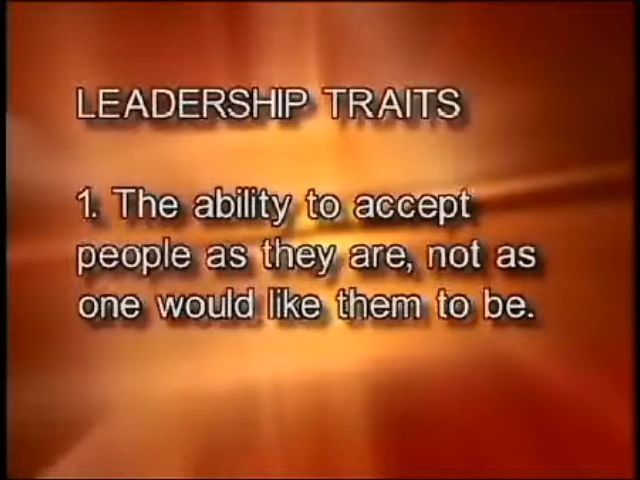 LEADERSHIP TRAITS
1. The ability to accept
people as they are, not as
one would like them to be.